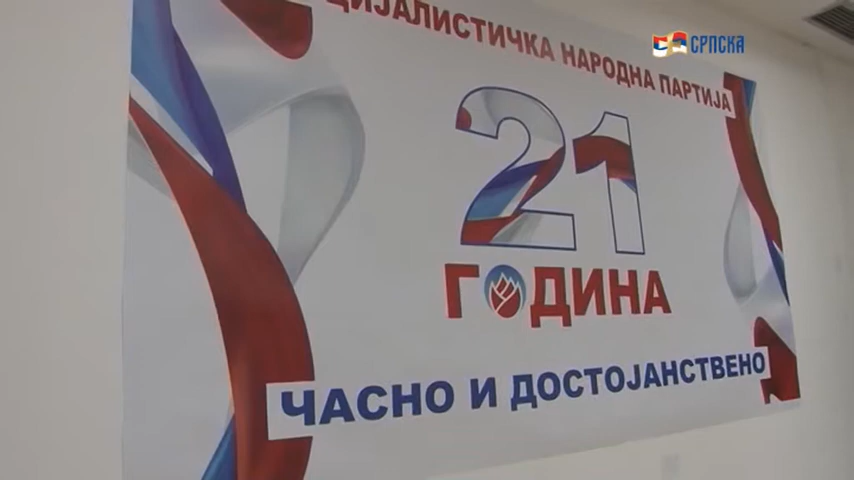 ЦИЈАЛИСТИЧКА НАРОДНА ПАРТИЈА
СРПСКА
21
ГОДИНА
ЧАСНО И ДОСТОЈАНСТВЕНО